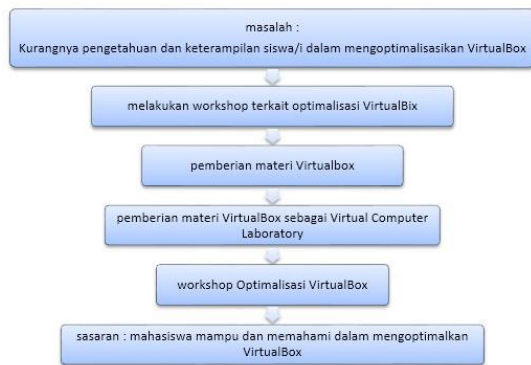 masalah :
Kurangnya pengetahuan dan keterampilan siswa/i dalam mengoptimalisasikan VirtualBox
melakukan workshop terkait optimalisasi VirtualBix
pemberian materi Virtualbox
pemberian materi VirtualBox sebagai Virtual Computer
Laboratory
workshop Optimalisasi VirtualBox
sasaran : mahasiswa mampu dan memahami dalam mengoptimalkan
VirtualBox